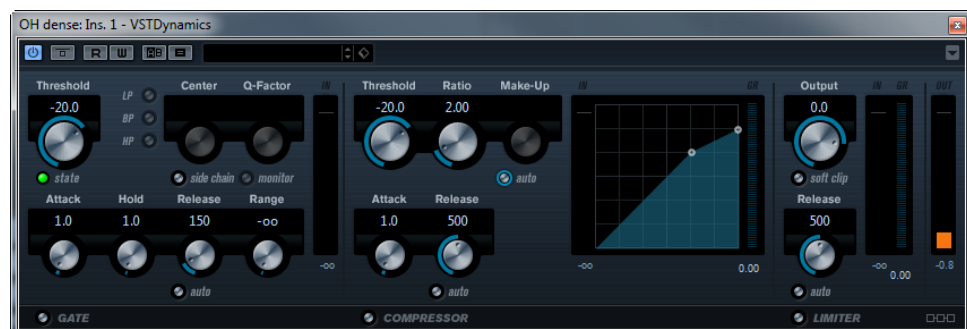 OH dense: Ins. 1 - VSTDynamics
R W AB
Threshold LP Center Q-Factor IN Threshold Ratio Make-Up IN GR Output IN GR OUT
-20.0 -20.0 2.00 0.0
BP
HP
state side chain monitor auto soft clip
Attack Hold Release Range Attack Release Release
1.0 1.0 150 -oo 1.0 500 500
-oo -oo 0.00 -oo 0.00 -0.8
auto auto auto
GATE COMPRESSOR LIMITER